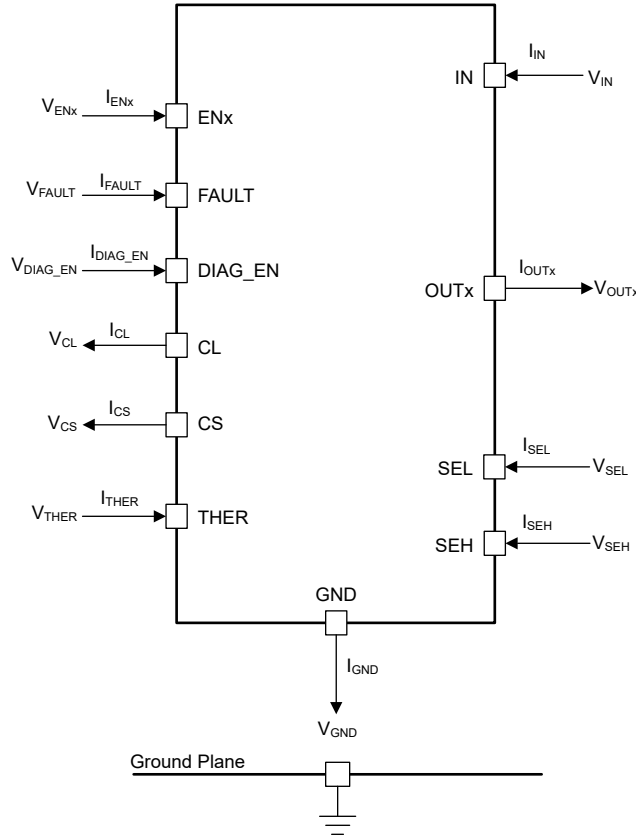 I_IN
IN
V_IN
V_ENx
I_ENx
ENx
V_FAULT
I_FAULT
FAULT
V_DIAG_EN
I_DIAG_EN
DIAG_EN
I_OUTx
OUTx
V_OUTx
V_CL
I_CL
CL
V_CS
I_CS
CS
I_SEL
SEL
V_SEL
V_THER
I_THER
THER
I_SEH
SEH
V_SEH
GND
I_GND
V_GND
Ground Plane